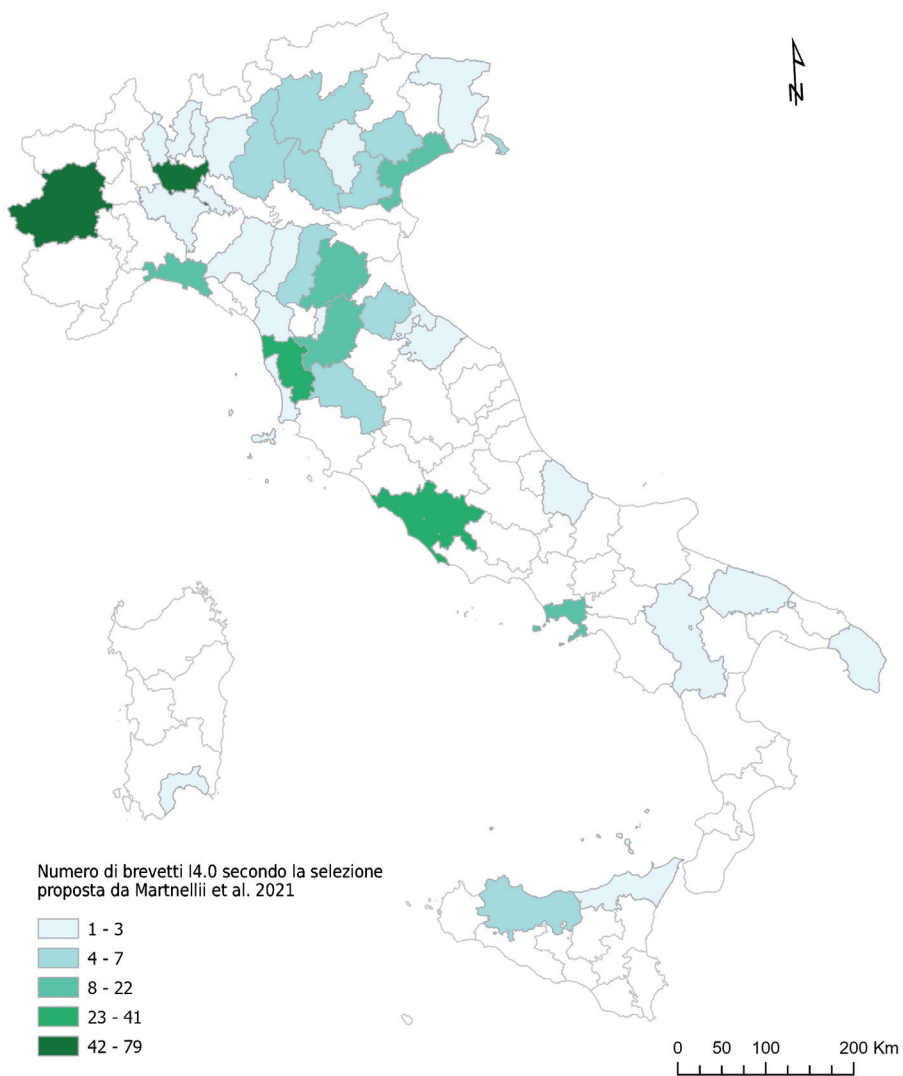 N
Numero di brevetti I4.0 secondo la selezione
proposta da Martnellii et al. 2021
1 - 3
4 - 7
8 - 22
23 - 41
42 - 79
0 50 100 200 Km